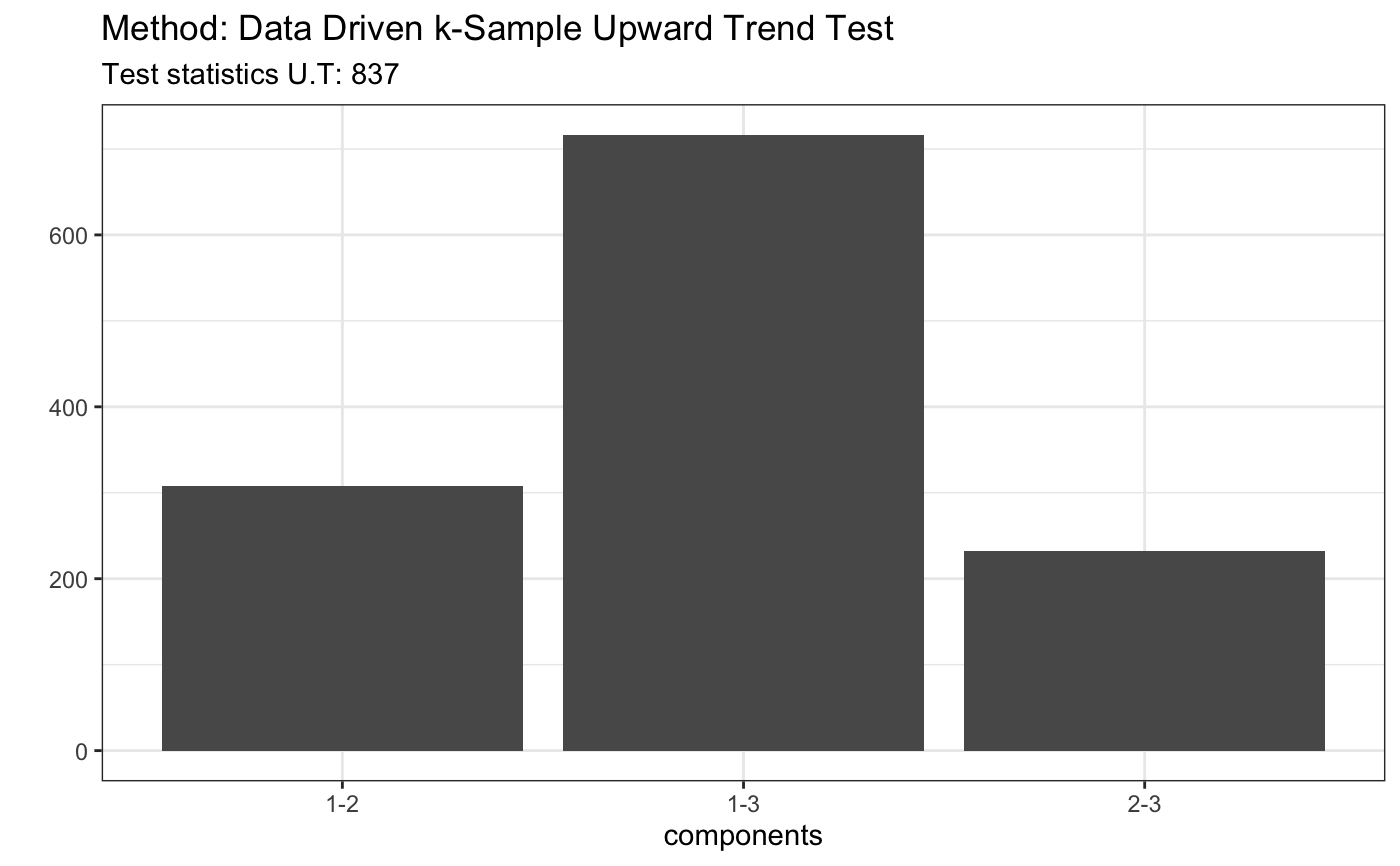 Method: Data Driven k-Sample Upward Trend Test
Test statistics U.T: 837
600
400
200
0
1-2
1-3
2-3
components